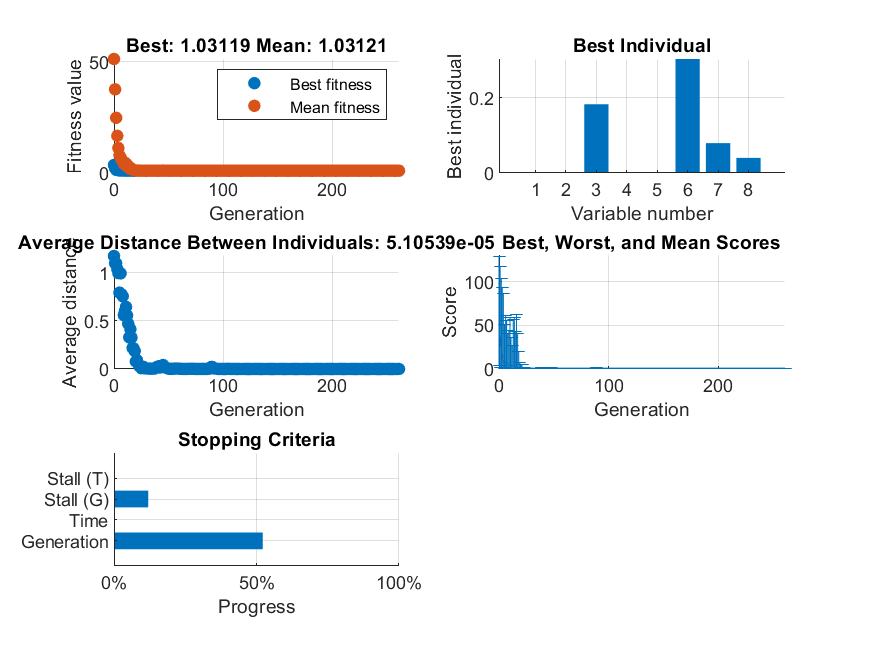 Best: 1.03119 Mean: 1.03121
Fitness value
50
0
Best fitness
Mean fitness
0 100 200
Generation
Best Individual
Best individual
0.2
0
1 2 3 4 5 6 7 8
Variable number
Average Distance Between Individuals: 5.10539e-05
Average distance
1
0.5
0
0 100 200
Generation
Best, Worst, and Mean Scores
Score
100
50
0
0 100 200
Generation
Stopping Criteria
Stall (T)
Stall (G)
Time
Generation
0% 50% 100%
Progress